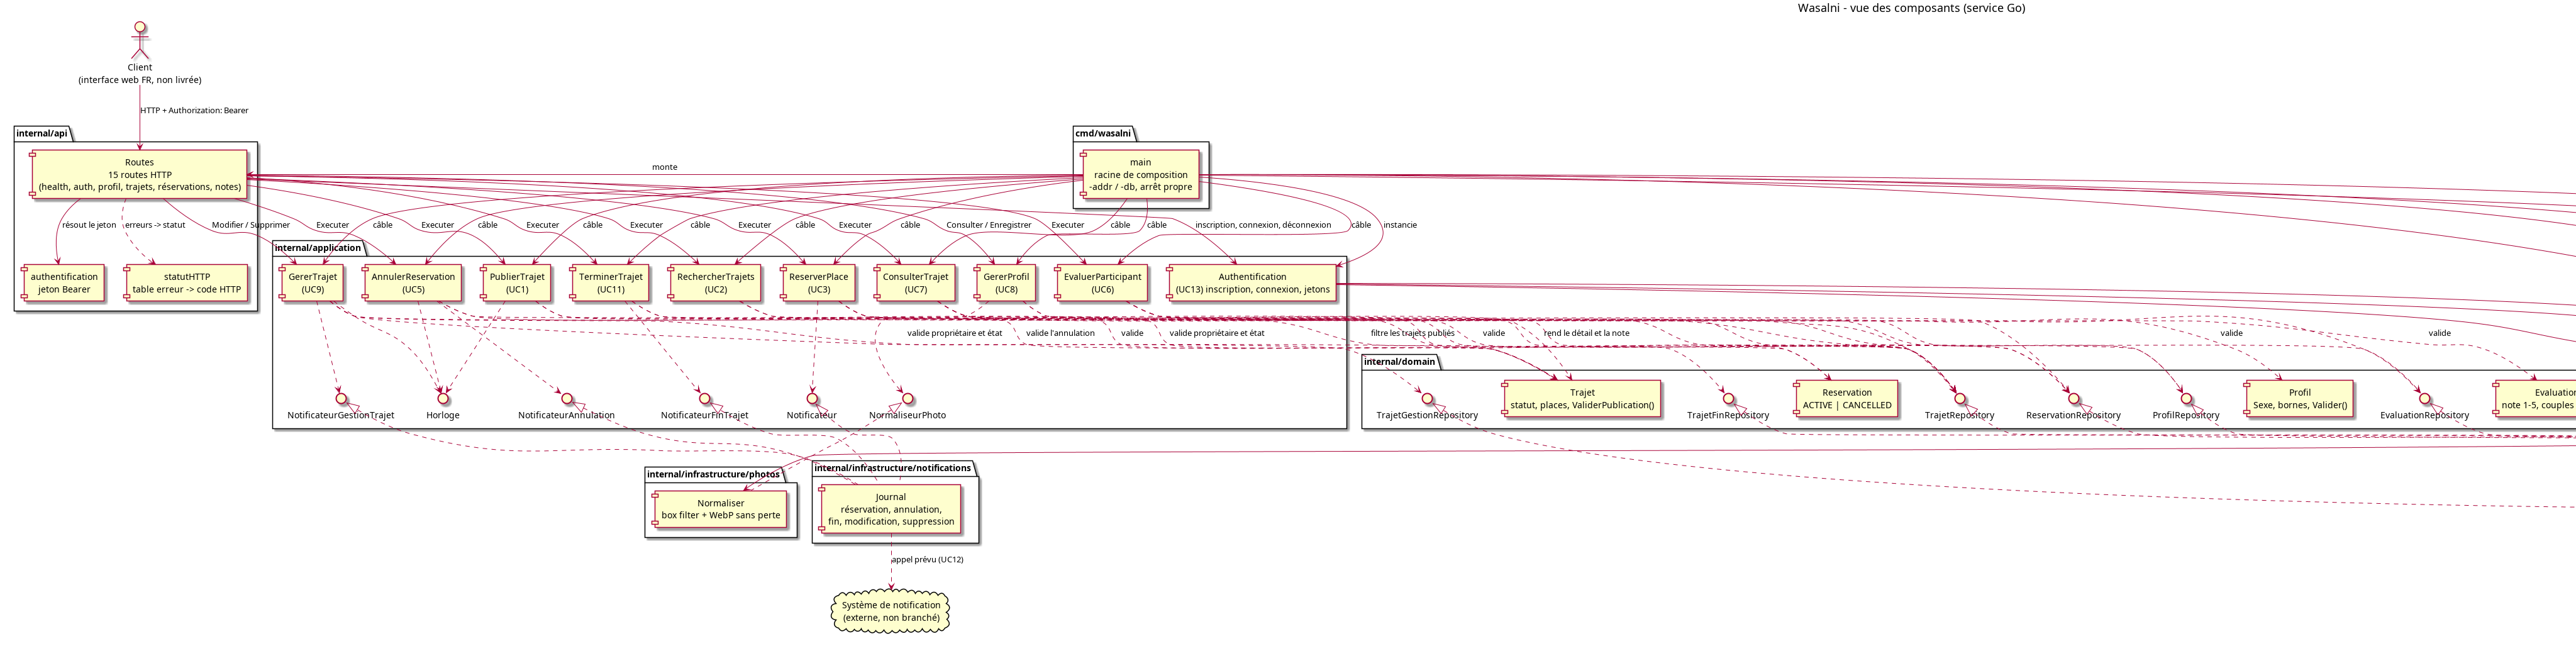 Wasalni - vue des composants (service Go)
Client
(interface web FR, non livrée)
HTTP + Authorization: Bearer
internal/api
Routes
15 routes HTTP
(health, auth, profil, trajets, réservations, notes)
cmd/wasalni
main
racine de composition
-addr / -db, arrêt propre
monte
résout le jeton
erreurs -> statut
Modifier / Supprimer
Executer
câble
Executer
câble
Executer
câble
Executer
câble
Executer
câble
Consulter / Enregistrer
Executer
câble
câble
inscription, connexion, déconnexion
câble
instancie
authentification
jeton Bearer
statutHTTP
table erreur -> code HTTP
internal/application
GererTrajet
(UC9)
AnnulerReservation
(UC5)
PublierTrajet
(UC1)
TerminerTrajet
(UC11)
RechercherTrajets
(UC2)
ReserverPlace
(UC3)
ConsulterTrajet
(UC7)
GererProfil
(UC8)
EvaluerParticipant
(UC6)
Authentification
(UC13) inscription, connexion, jetons
valide propriétaire et état
valide l'annulation
valide
valide propriétaire et état
filtre les trajets publiés
valide
rend le détail et la note
valide
valide
NotificateurGestionTrajet
Horloge
NotificateurAnnulation
NotificateurFinTrajet
Notificateur
NormaliseurPhoto
internal/domain
TrajetGestionRepository
Trajet
statut, places, ValiderPublication()
TrajetFinRepository
Reservation
ACTIVE | CANCELLED
TrajetRepository
ReservationRepository
ProfilRepository
Profil
Sexe, bornes, Valider()
EvaluationRepository
Evaluation
note 1-5, couples
internal/infrastructure/photos
Normaliser
box filter + WebP sans perte
internal/infrastructure/notifications
Journal
réservation, annulation,
fin, modification, suppression
appel prévu (UC12)
Système de notification
(externe, non branché)